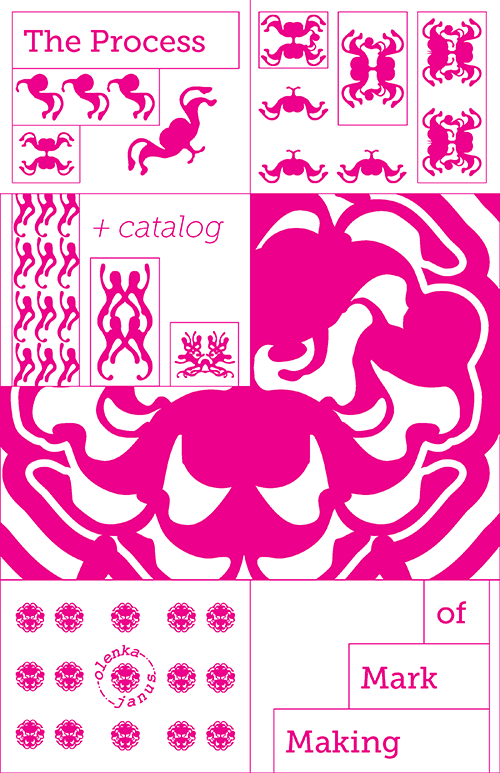 The Process
+ catalog
olenka
janus
of
Mark
Making